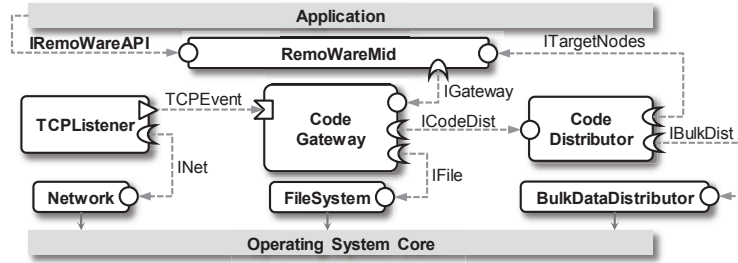 Application
IRemoWareAPI
RemoWareMid
ITargetNodes
TCPEvent
IGateway
TCPListener
Code
Gateway
ICodeDist
Code
Distributor
IBulkDist
INet
IFile
Network
FileSystem
BulkDataDistributor
Operating System Core